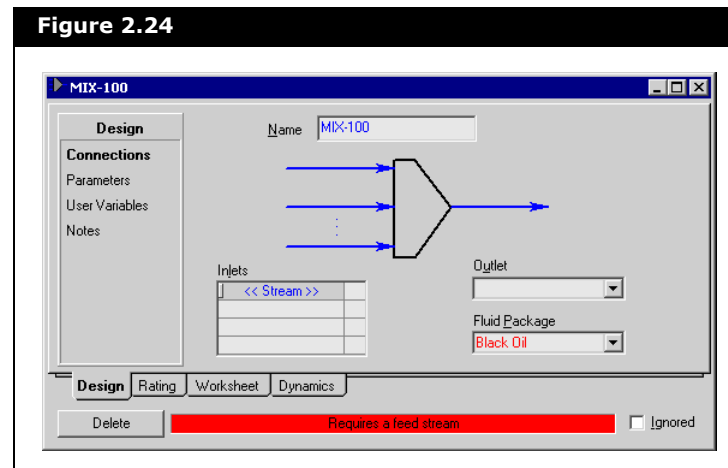 Figure 2.24
MIX-100
Design
Connections
Parameters
User Variables
Notes
Name MIX-100
Inlets
<< Stream >>
Outlet
Fluid Package
Black Oil
Design Rating Worksheet Dynamics
Delete Requires a feed stream Ignored